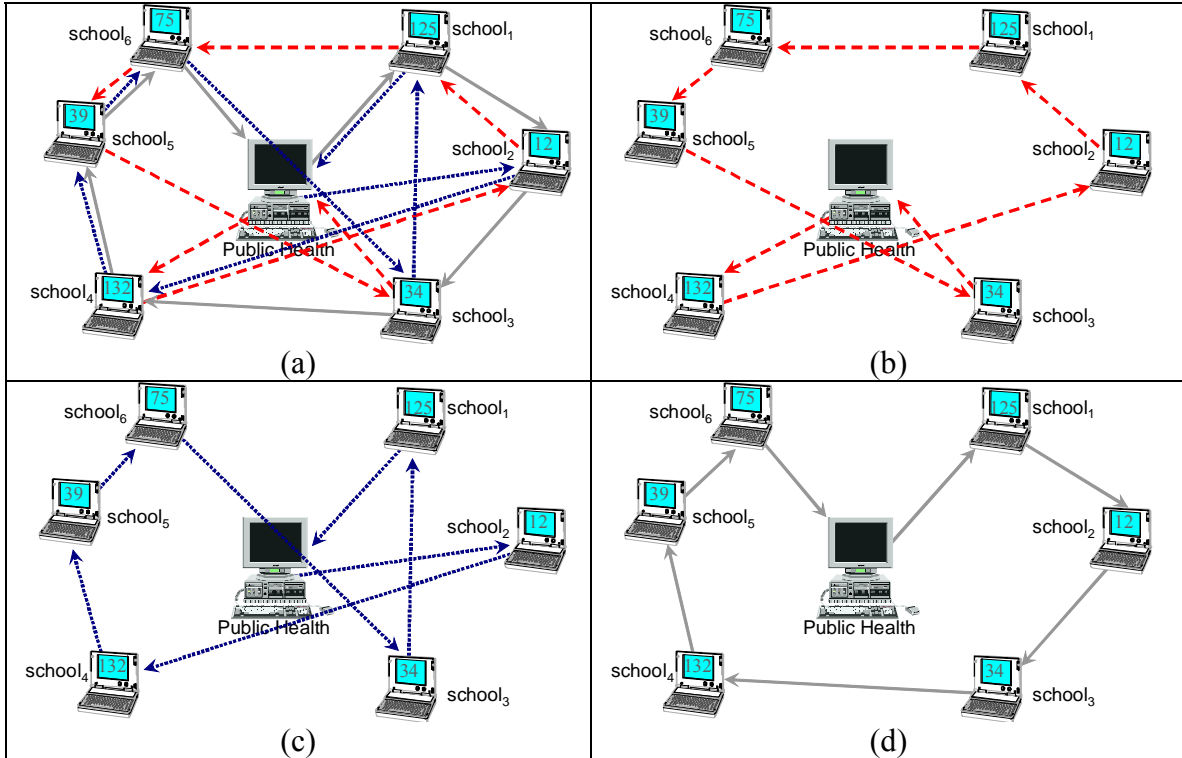 75
school₆
125
school₁
39
school₅
school₂
12
Public Health
school₄
132
34
school₃
(a)
75
school₆
125
school₁
39
school₅
school₂
12
Public Health
school₄
132
34
school₃
(b)
75
school₆
125
school₁
39
school₅
school₂
12
Public Health
school₄
132
34
school₃
(c)
75
school₆
125
school₁
39
school₅
school₂
12
Public Health
school₄
132
34
school₃
(d)